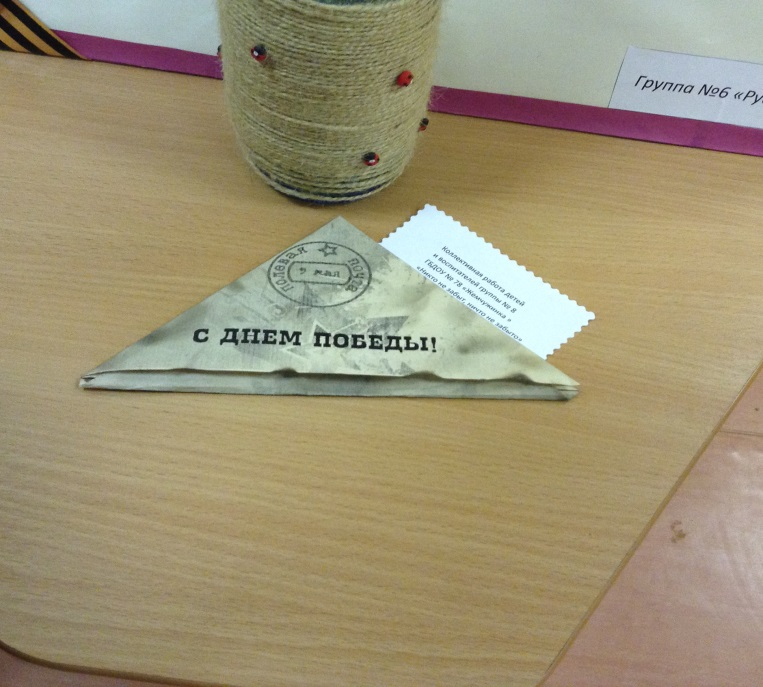 Группа №6 «Ру
Коллективная работа детей
и воспитателей группы № 8
ГБДОУ № 78 «Жемчужинка »
«Никто не забыт, ничто не забыто»
полевая почта
9 мая
С ДНЕМ ПОБЕДЫ!